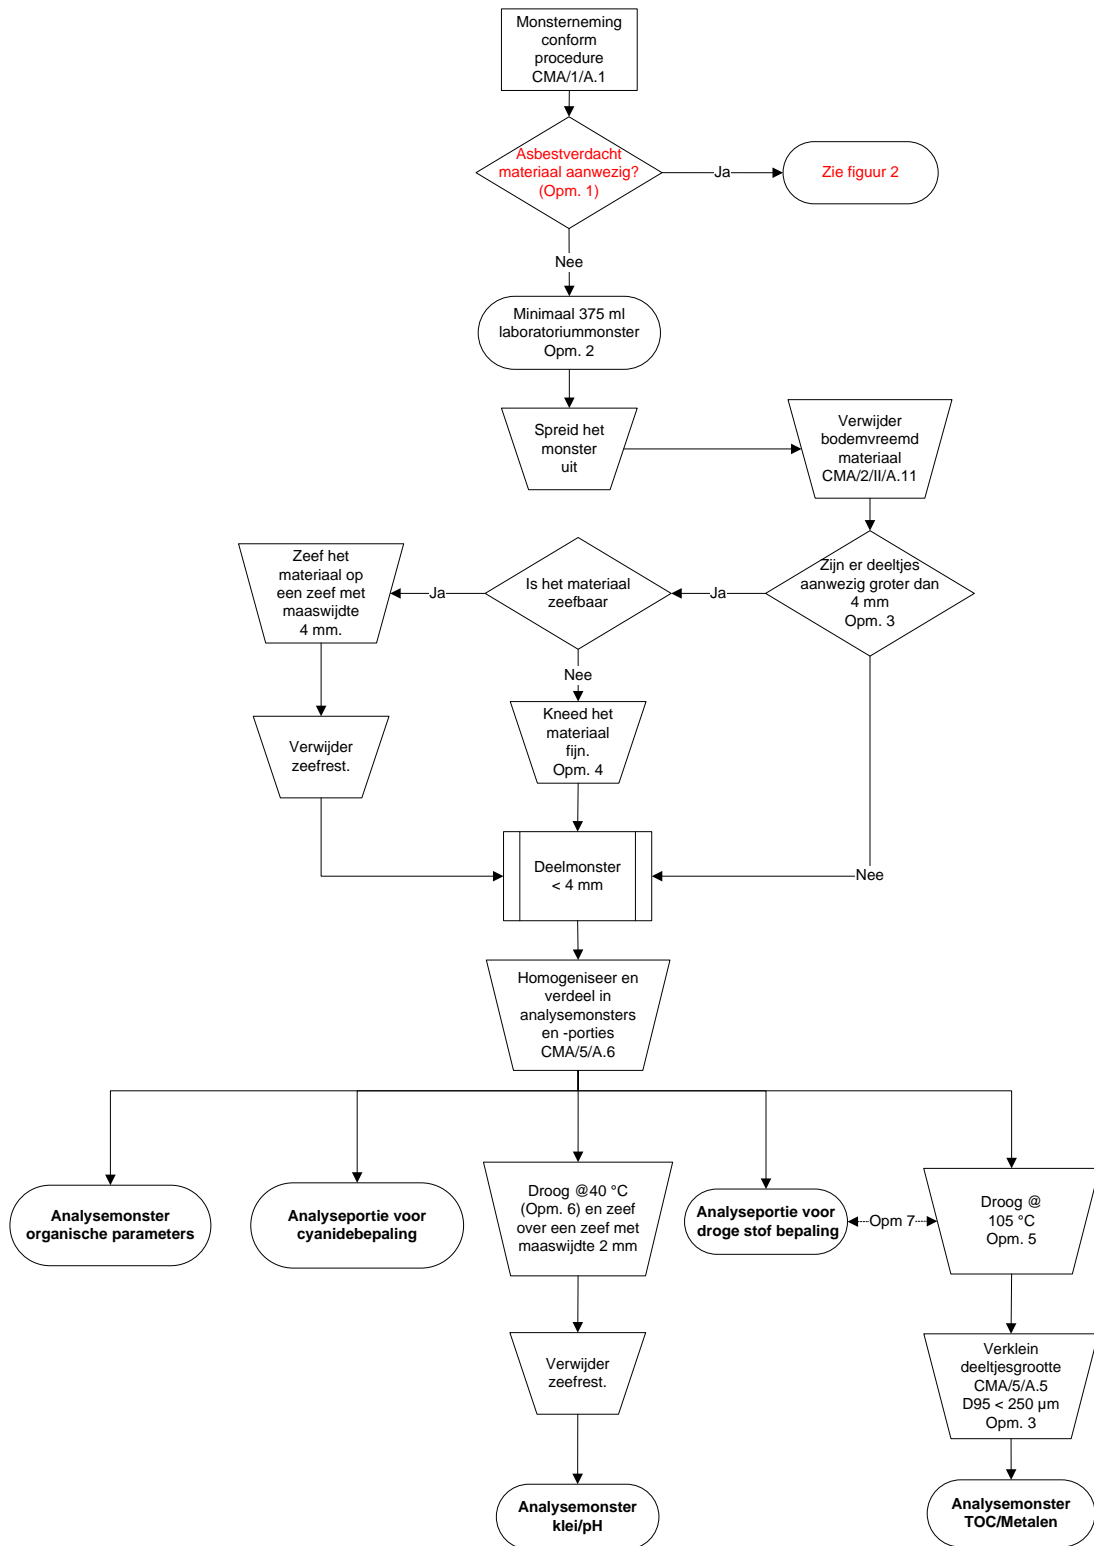 Monsterneming
conform
procedure
CMA/1/A.1
Asbestverdacht
materiaal aanwezig?
(Opm. 1)
Ja
Zie figuur 2
Nee
Minimaal 375 ml
laboratoriummonster
Opm. 2
Spreid het
monster
uit
Verwijder
bodemvreemd
materiaal
CMA/2/II/A.11
Zijn er deeltjes
aanwezig groter dan
4 mm
Opm. 3
Ja
Is het materiaal
zeefbaar
Ja
Zeef het
materiaal op
een zeef met
maaswijdte
4 mm.
Nee
Kneed het
materiaal
fijn.
Opm. 4
Verwijder
zeefrest.
Nee
Deelmonster
< 4 mm
Homogeniseer en
verdeel in
analysemonsters
en -porties
CMA/5/A.6
Analysemonster
organische parameters
Analyseportie voor
cyanidebepaling
Droog @40 °C
(Opm. 6) en zeef
over een zeef met
maaswijdte 2 mm
Analyseportie voor
droge stof bepaling
Opm 7
Droog @
105 °C
Opm. 5
Verwijder
zeefrest.
Verklein
deeltjesgrootte
CMA/5/A.5
D95 < 250 µm
Opm. 3
Analysemonster
klei/pH
Analysemonster
TOC/Metalen